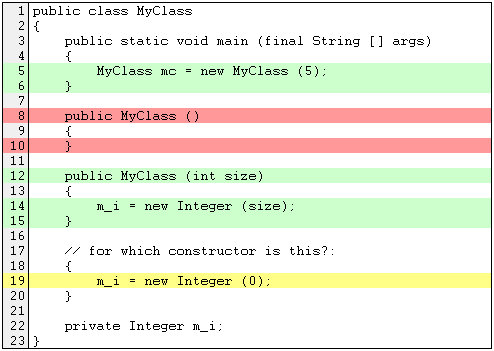 1 public class MyClass
2 {
3     public static void main (final String [] args)
4     {
5         MyClass mc = new MyClass (5);
6     }
7
8     public MyClass ()
9     {
10     }
11
12     public MyClass (int size)
13     {
14         m_i = new Integer (size);
15     }
16
17     // for which constructor is this?:
18     {
19         m_i = new Integer (0);
20     }
21
22     private Integer m_i;
23 }